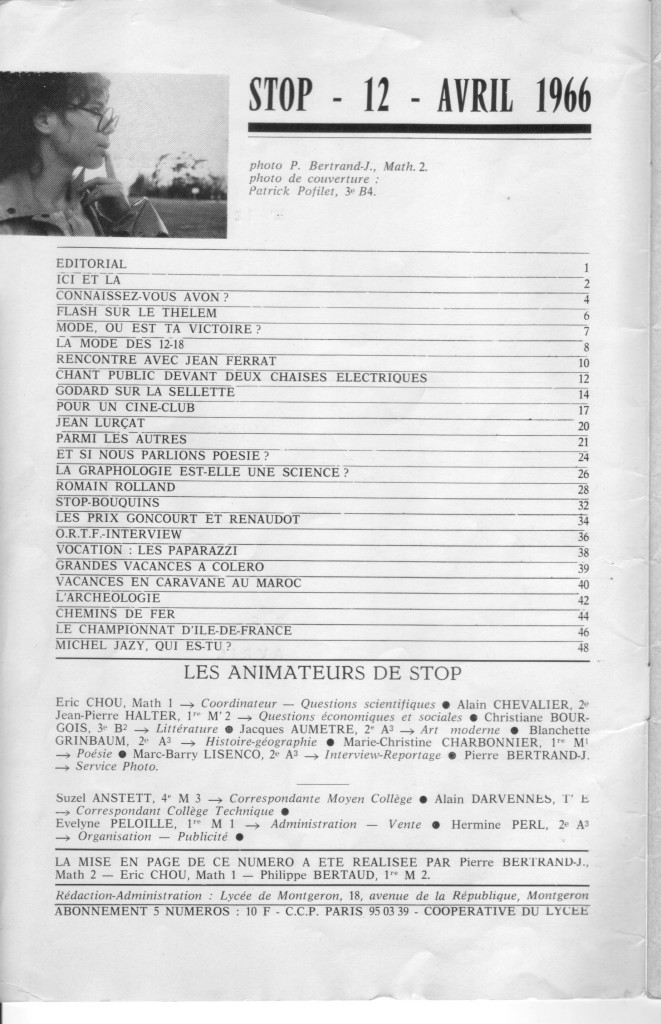 STOP - 12 - AVRIL 1966
photo P. Bertrand-J., Math. 2.
photo de couverture :
Patrick Pofilet, 3e B4.
EDITORIAL 1
ICI ET LA 2
CONNAISSEZ-VOUS AVON ? 4
FLASH SUR LE THELEM 6
MODE, OU EST TA VICTOIRE ? 7
LA MODE DES 12-18 8
RENCONTRE AVEC JEAN FERRAT 10
CHANT PUBLIC DEVANT DEUX CHAISES ELECTRIQUES 12
GODARD SUR LA SELLETTE 14
POUR UN CINE-CLUB 17
JEAN LURÇAT 20
PARMI LES AUTRES 21
ET SI NOUS PARLIONS POESIE ? 24
LA GRAPHOLOGIE EST-ELLE UNE SCIENCE ? 26
ROMAIN ROLLAND 28
STOP-BOUQUINS 32
LES PRIX GONCOURT ET RENAUDOT 34
O.R.T.F.-INTERVIEW 36
VOCATION : LES PAPARAZZI 38
GRANDES VACANCES A COLERO 39
VACANCES EN CARAVANE AU MAROC 40
L'ARCHEOLOGIE 42
CHEMINS DE FER 44
LE CHAMPIONNAT D'ILE-DE-FRANCE 46
MICHEL JAZY, QUI ES-TU ? 48
LES ANIMATEURS DE STOP
Eric CHOU, Math 1 → Coordinateur — Questions scientifiques ● Alain CHEVALIER, 2e
Jean-Pierre HALTER, 1re M'2 → Questions économiques et sociales ● Christiane BOUR-
GOIS, 3e B2 → Littérature ● Jacques AUMETRE, 2e A3 → Art moderne ● Blanchette
GRINBAUM, 2e A3 → Histoire-géographie ● Marie-Christine CHARBONNIER, 1re M1
→ Poésie ● Marc-Barry LISENCO, 2e A3 → Interview-Reportage ● Pierre BERTRAND-J.
→ Service Photo.
Suzel ANSTETT, 4e M 3 → Correspondante Moyen Collège ● Alain DARVENNES, Te E
→ Correspondant Collège Technique ●
Evelyne PELOILLE, 1re M 1 → Administration — Vente ● Hermine PERL, 2e A3
→ Organisation — Publicité ●
LA MISE EN PAGE DE CE NUMERO A ETE REALISEE PAR Pierre BERTRAND-J.,
Math 2 — Eric CHOU, Math 1 — Philippe BERTAUD, 1re M 2.
Rédaction-Administration : Lycée de Montgeron, 18, avenue de la République, Montgeron
ABONNEMENT 5 NUMEROS : 10 F - C.C.P. PARIS 95 03 39 - COOPERATIVE DU LYCEE